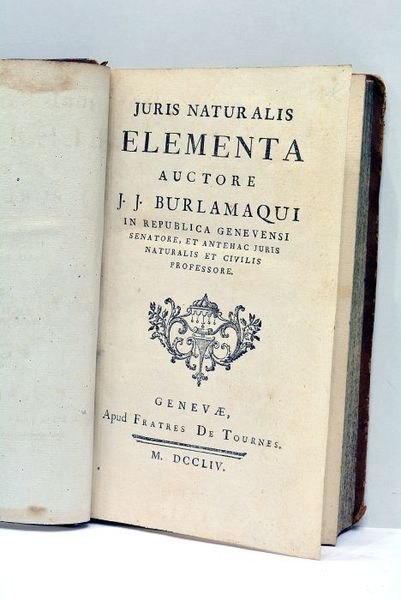 JURIS NATURALIS
ELEMENTA
AUCTORE
J. J. BURLAMAQUI
IN REPUBLICA GENEVENSI
SENATORE, ET ANTEHAC JURIS
NATURALIS ET CIVILIS
PROFESSORE.
GENEVÆ,
Apud FRATRES DE TOURNES.
M. DCCLIV.